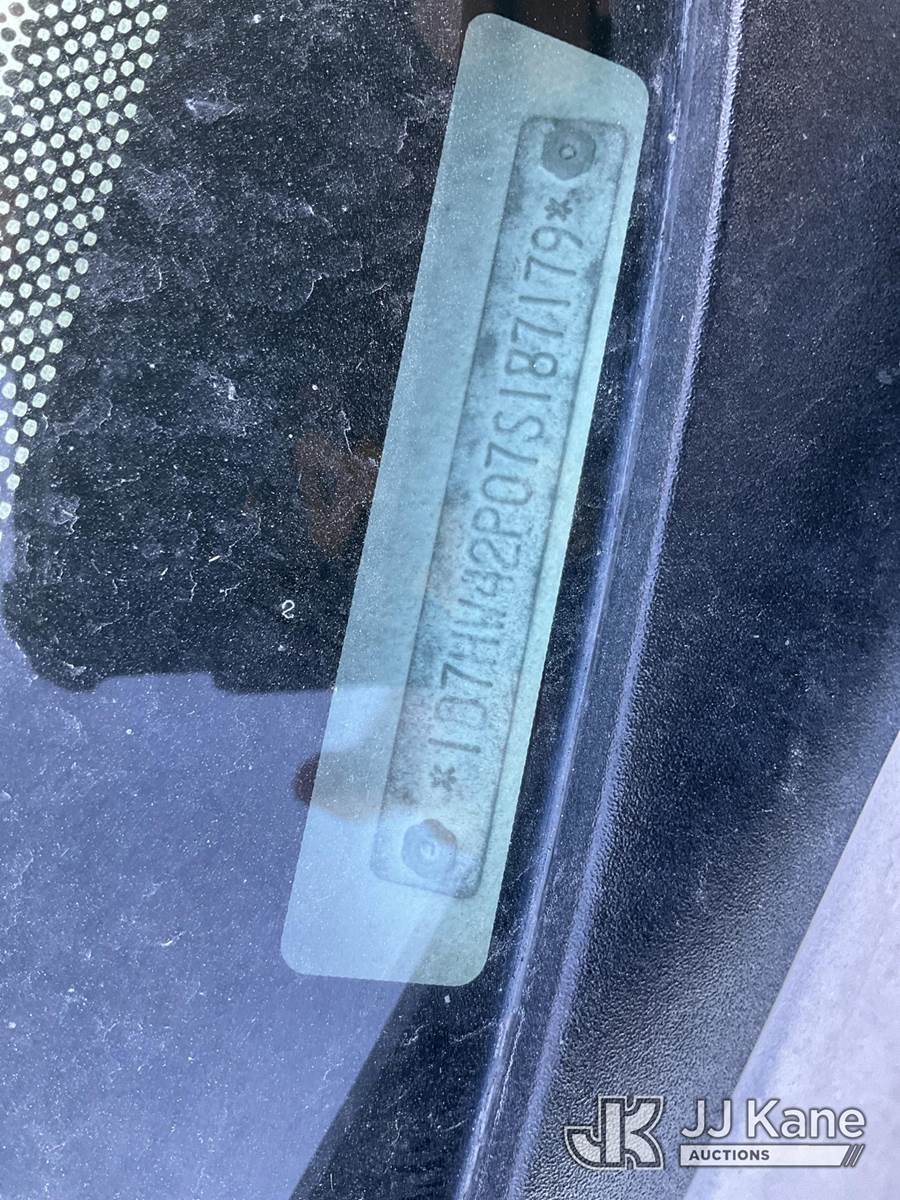 *1D7HW42P07S187179*
2
JK JJ Kane
AUCTIONS